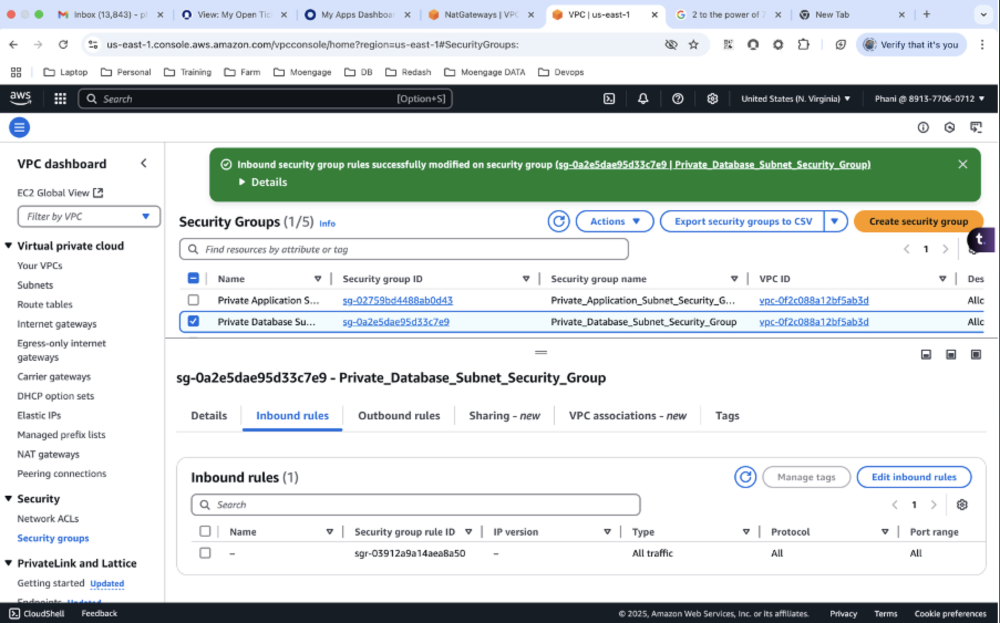 Inbox (13,843) - pl
View: My Open Tic
My Apps Dashboar
NatGateways | VPC
VPC | us-east-1
2 to the power of 7
New Tab
us-east-1.console.aws.amazon.com/vpcconsole/home?region=us-east-1#SecurityGroups:
Verify that it's you
Laptop Personal Training Farm Moengage DB Redash Moengage DATA Devops
aws Search [Option+S] United States (N. Virginia) Phani @ 8913-7706-0712
VPC dashboard
EC2 Global View
Filter by VPC
Virtual private cloud
Your VPCs
Subnets
Route tables
Internet gateways
Egress-only internet
gateways
Carrier gateways
DHCP option sets
Elastic IPs
Managed prefix lists
NAT gateways
Peering connections
Security
Network ACLs
Security groups
PrivateLink and Lattice
Getting started Updated
Endpoints Updated
Inbound security group rules successfully modified on security group (sg-0a2e5dae95d33c7e9 | Private_Database_Subnet_Security_Group)
Details
Security Groups (1/5) Info Actions Export security groups to CSV Create security group
t.
Find resources by attribute or tag 1
Name Security group ID Security group name VPC ID Des
Private Application S... sg-02759bd4488ab0d43 Private_Application_Subnet_Security_G... vpc-0f2c088a12bf5ab3d Allc
Private Database Su... sg-0a2e5dae95d33c7e9 Private_Database_Subnet_Security_Group vpc-0f2c088a12bf5ab3d Allc
sg-0a2e5dae95d33c7e9 - Private_Database_Subnet_Security_Group
Details Inbound rules Outbound rules Sharing - new VPC associations - new Tags
Inbound rules (1) Manage tags Edit inbound rules
Search 1
Name Security group rule ID IP version Type Protocol Port range
– sgr-03912a9a14aea8a50 – All traffic All All
CloudShell Feedback © 2025, Amazon Web Services, Inc. or its affiliates. Privacy Terms Cookie preferences